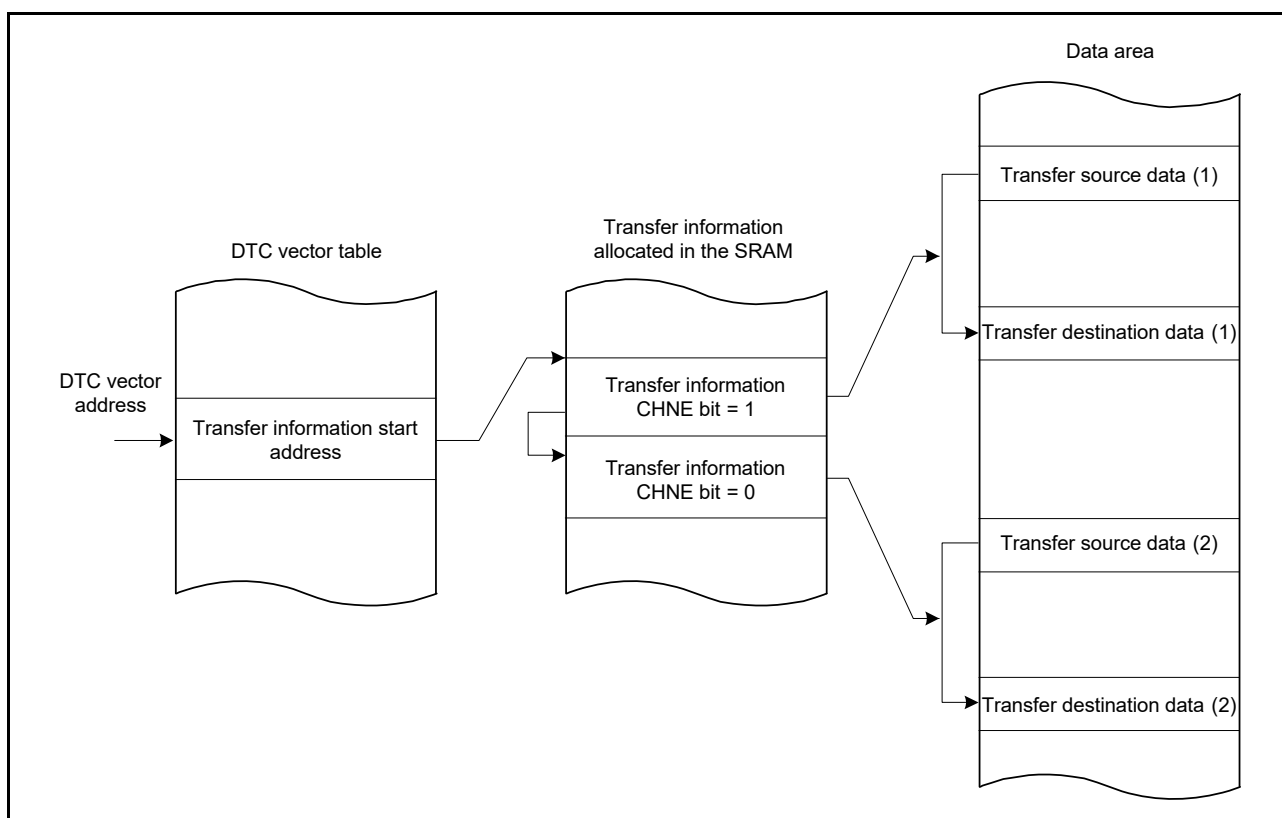 Data area
Transfer source data (1)
Transfer information
allocated in the SRAM
DTC vector table
Transfer destination data (1)
DTC vector
address
Transfer information
CHNE bit = 1
Transfer information start
address
Transfer information
CHNE bit = 0
Transfer source data (2)
Transfer destination data (2)